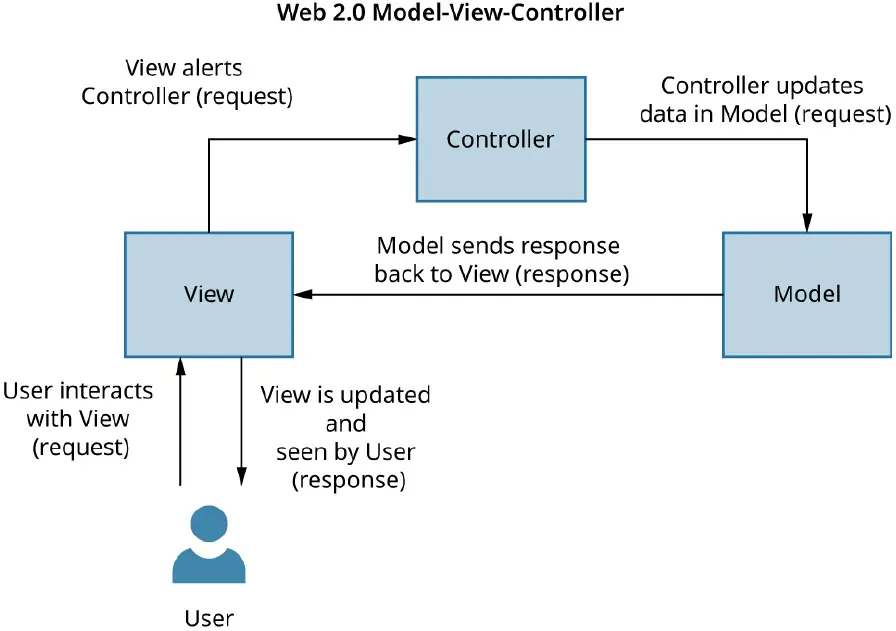 Web 2.0 Model-View-Controller
View alerts
Controller (request)
Controller
Controller updates
data in Model (request)
View
Model sends response
back to View (response)
Model
User interacts
with View
(request)
View is updated
and
seen by User
(response)
User